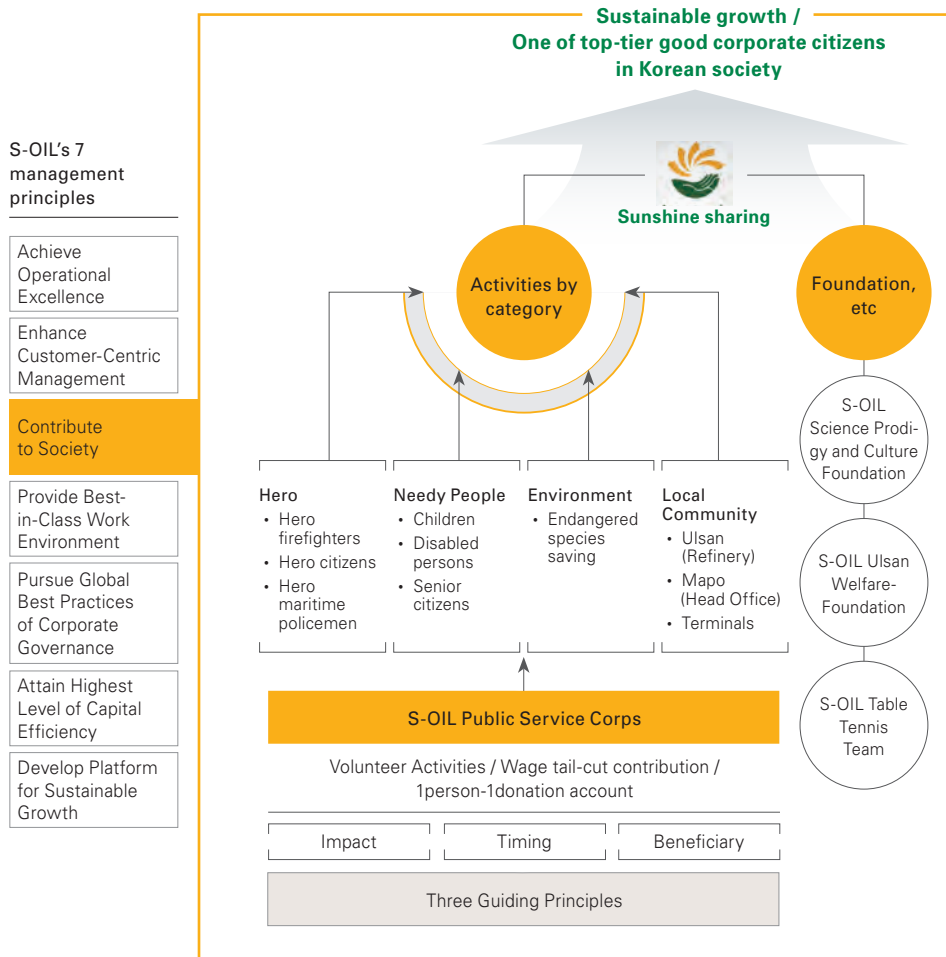 Sustainable growth /
One of top-tier good corporate citizens
in Korean society
S-OIL's 7
management
principles
Achieve
Operational
Excellence
Enhance
Customer-Centric
Management
Contribute
to Society
Provide Best-
in-Class Work
Environment
Pursue Global
Best Practices
of Corporate
Governance
Attain Highest
Level of Capital
Efficiency
Develop Platform
for Sustainable
Growth
Sunshine sharing
Activities by
category
Foundation,
etc
Hero
• Hero
firefighters
• Hero citizens
• Hero
maritime
policemen
Needy People
• Children
• Disabled
persons
• Senior
citizens
Environment
• Endangered
species
saving
Local
Community
• Ulsan
(Refinery)
• Mapo
(Head Office)
• Terminals
S-OIL
Science Prodi-
gy and Culture
Foundation
S-OIL Ulsan
Welfare-
Foundation
S-OIL Table
Tennis
Team
S-OIL Public Service Corps
Volunteer Activities / Wage tail-cut contribution /
1person-1donation account
Impact
Timing
Beneficiary
Three Guiding Principles